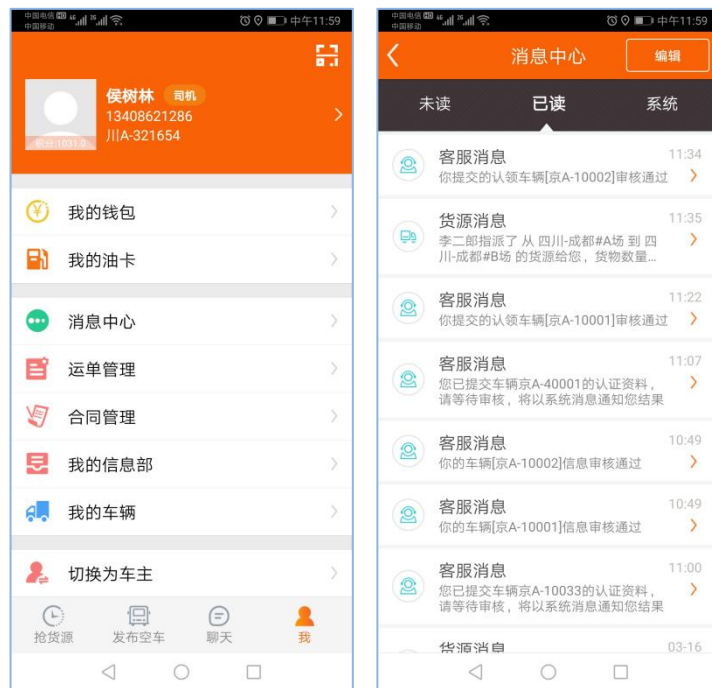 中国电信 HD 4G 2G
中国移动
中午11:59
侯树林 司机
13408621286
川A-321654
积分:1031.0
我的钱包
我的油卡
消息中心
运单管理
合同管理
我的信息部
我的车辆
切换为车主
抢货源 发布空车 聊天 我
中国电信 HD 4G 2G
中国移动
中午11:59
消息中心 编辑
未读 已读 系统
客服消息 11:34
你提交的认领车辆[京A-10002]审核通过
货源消息 11:35
李二郎指派了 从 四川-成都#A场 到 四
川-成都#B场 的货源给您，货物数量...
客服消息 11:22
你提交的认领车辆[京A-10001]审核通过
客服消息 11:07
您已提交车辆京A-40001的认证资料，
请等待审核，将以系统消息通知您结果
客服消息 10:49
你的车辆[京A-10002]信息审核通过
客服消息 10:49
你的车辆[京A-10001]信息审核通过
客服消息 11:00
您已提交车辆京A-10033的认证资料，
请等待审核，将以系统消息通知您结果
货源消息 03-16